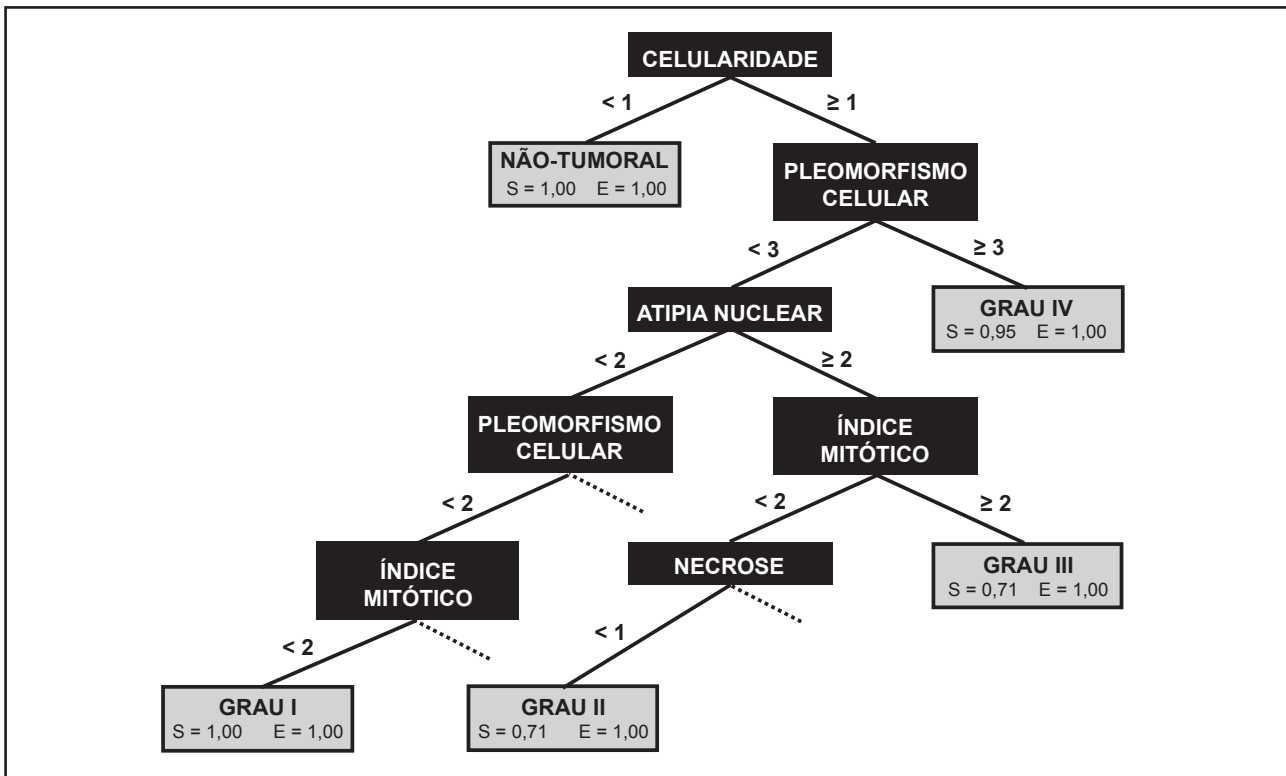 CELULARIDADE
< 1
≥ 1
NÃO-TUMORAL
S = 1,00 E = 1,00
PLEOMORFISMO
CELULAR
< 3
≥ 3
ATIPIA NUCLEAR
GRAU IV
S = 0,95 E = 1,00
< 2
≥ 2
PLEOMORFISMO
CELULAR
ÍNDICE
MITÓTICO
< 2
< 2
≥ 2
ÍNDICE
MITÓTICO
NECROSE
GRAU III
S = 0,71 E = 1,00
< 2
< 1
GRAU I
S = 1,00 E = 1,00
GRAU II
S = 0,71 E = 1,00